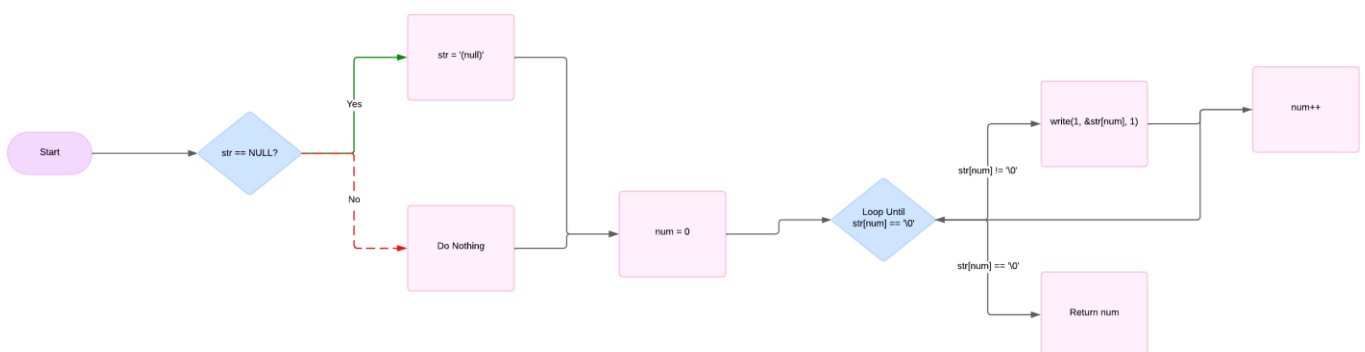 Start
str == NULL?
Yes
No
str = '(null)'
Do Nothing
num = 0
Loop Until
str[num] == '\0'
str[num] != '\0'
str[num] == '\0'
write(1, &str[num], 1)
num++
Return num